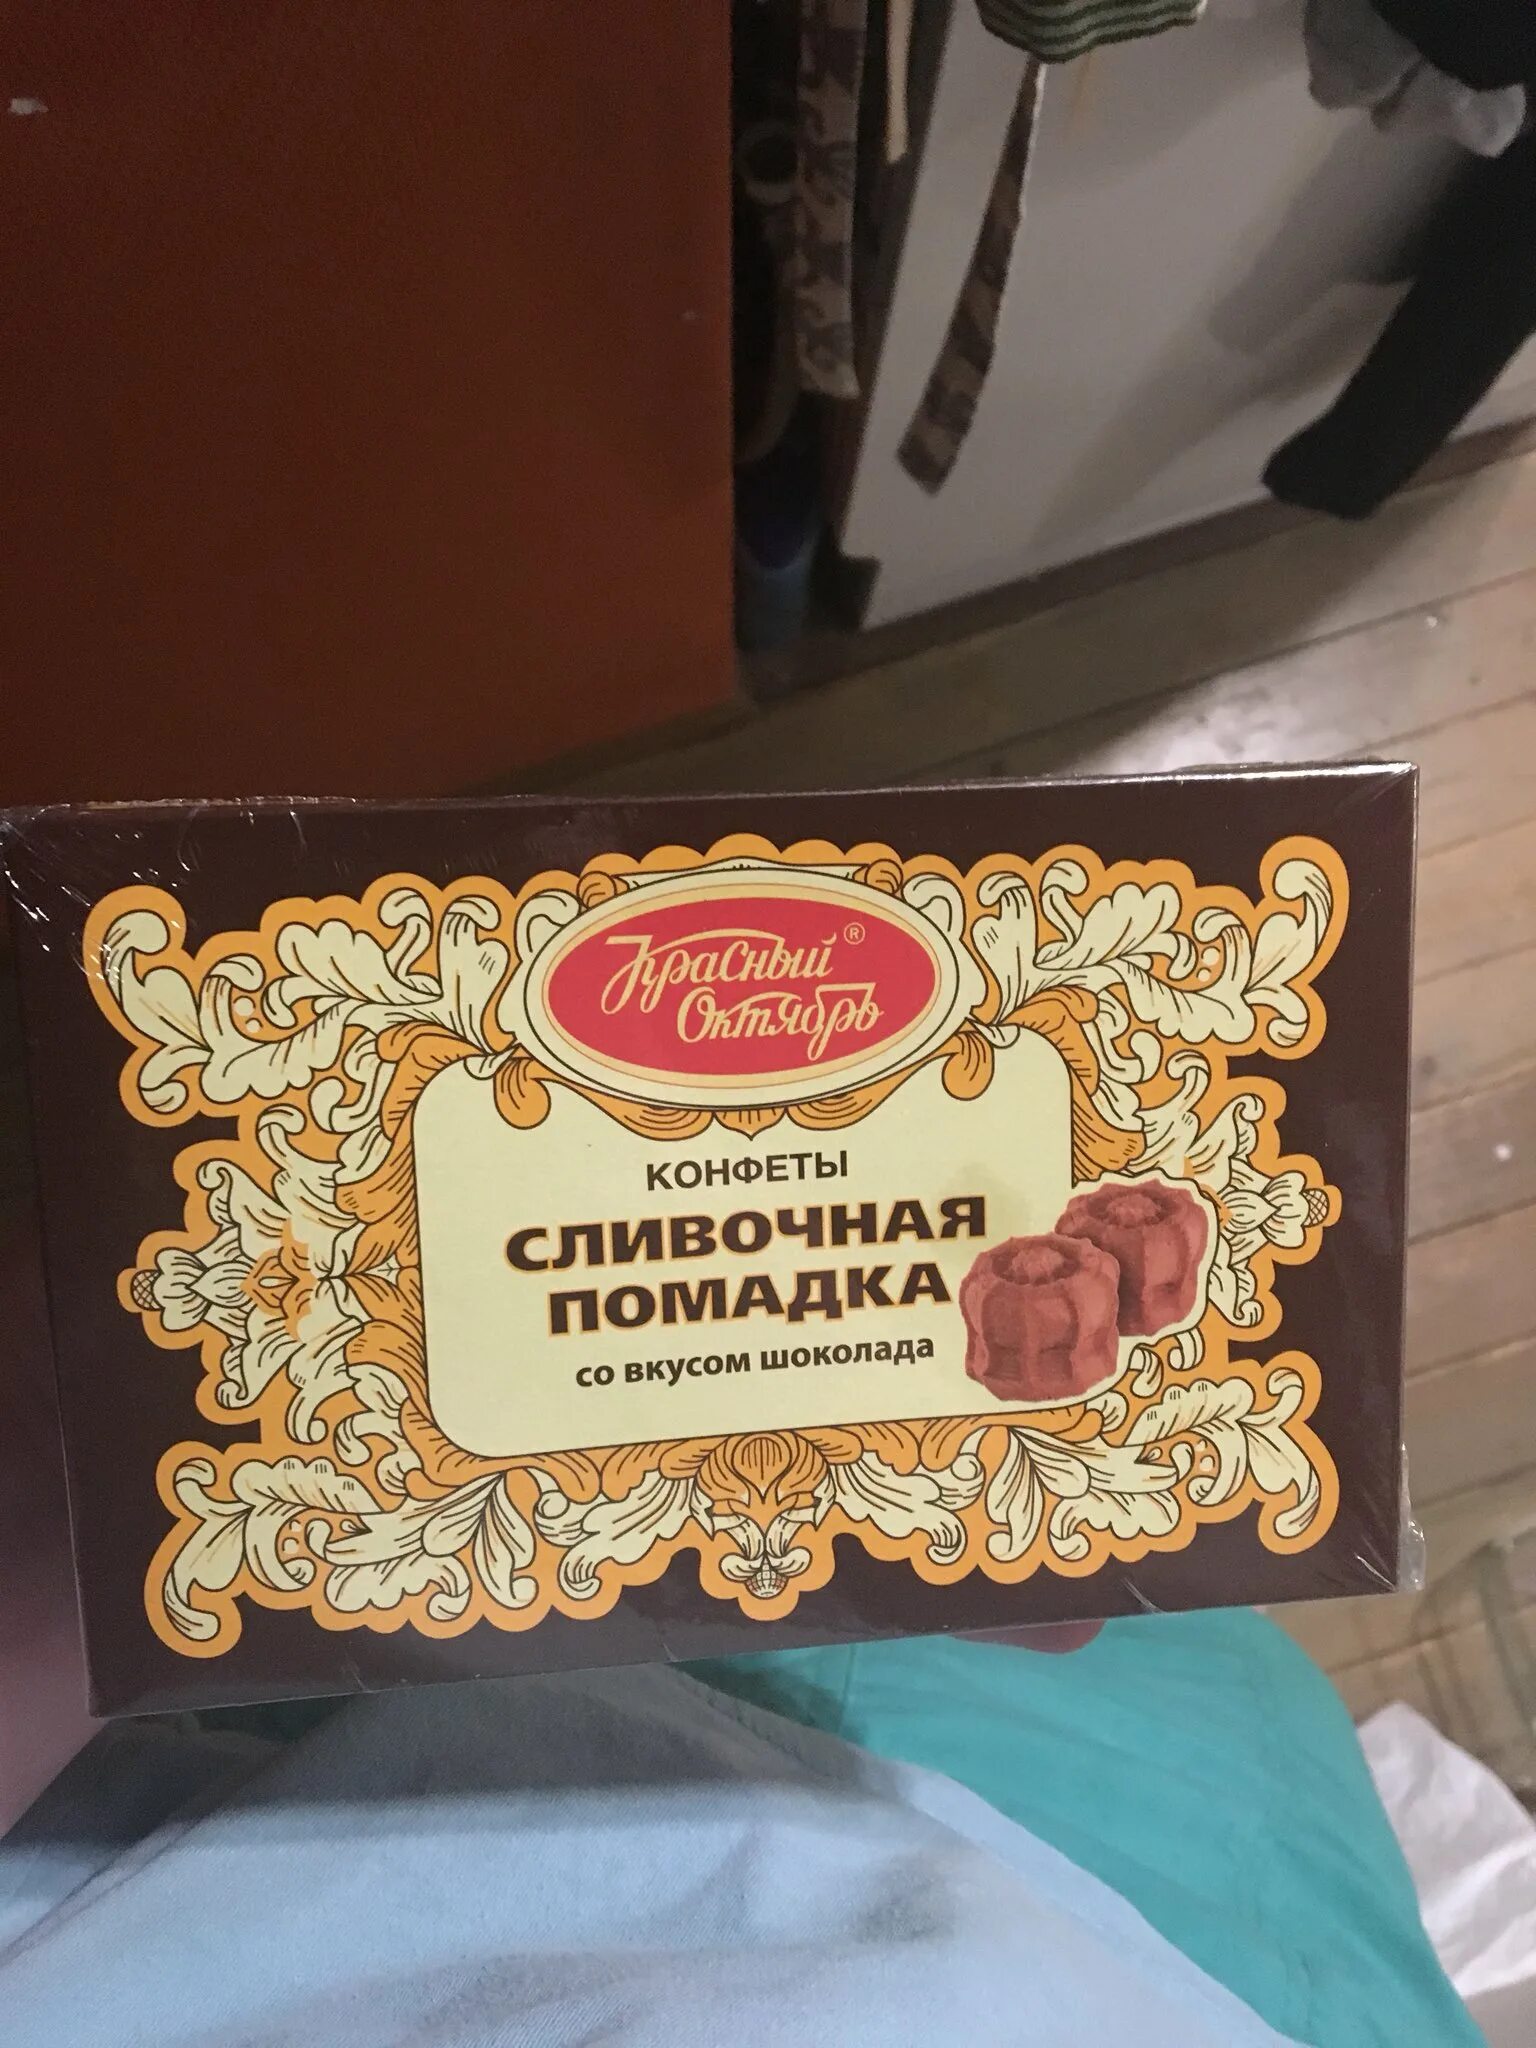 Красный ®
Октябрь
КОНФЕТЫ
СЛИВОЧНАЯ
ПОМАДКА
со вкусом шоколада